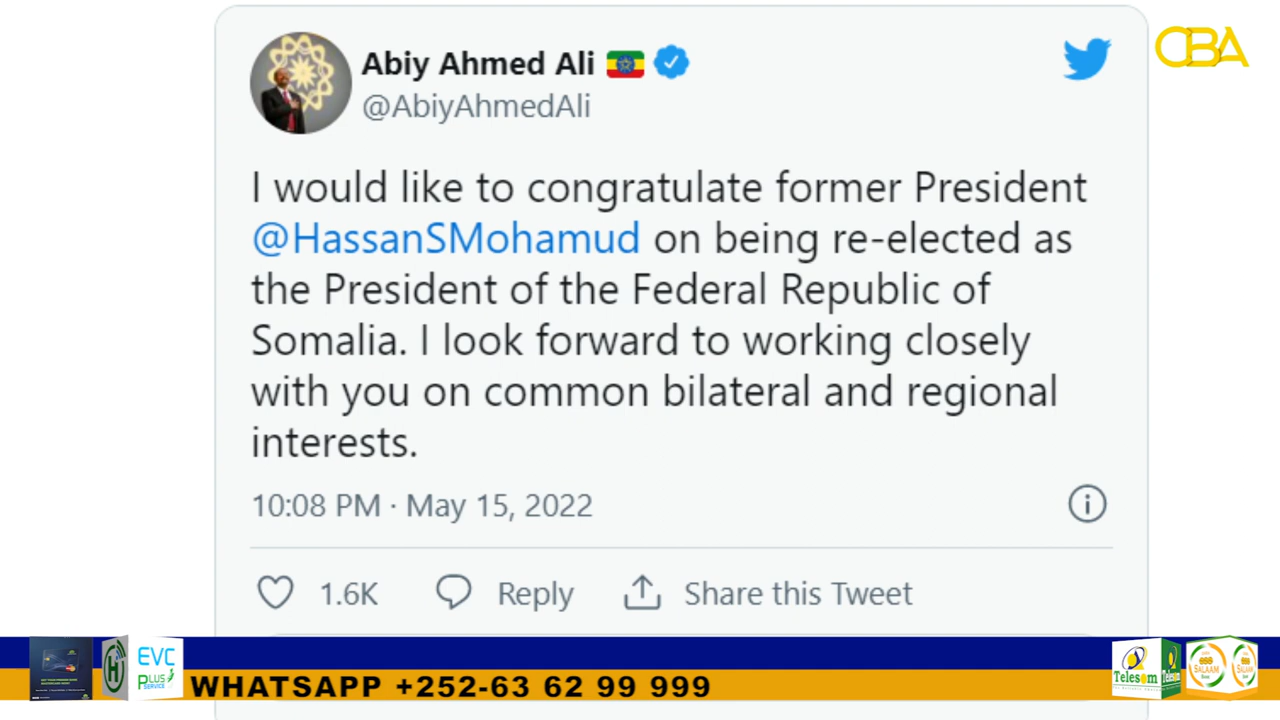 Abiy Ahmed Ali
@AbiyAhmedAli
CBA
I would like to congratulate former President
@HassanSMohamud on being re-elected as
the President of the Federal Republic of
Somalia. I look forward to working closely
with you on common bilateral and regional
interests.
10:08 PM · May 15, 2022
1.6K
Reply
Share this Tweet
EVC
PLUS
SERVICE
WHATSAPP +252-63 62 99 999
Telesom
SALAAM